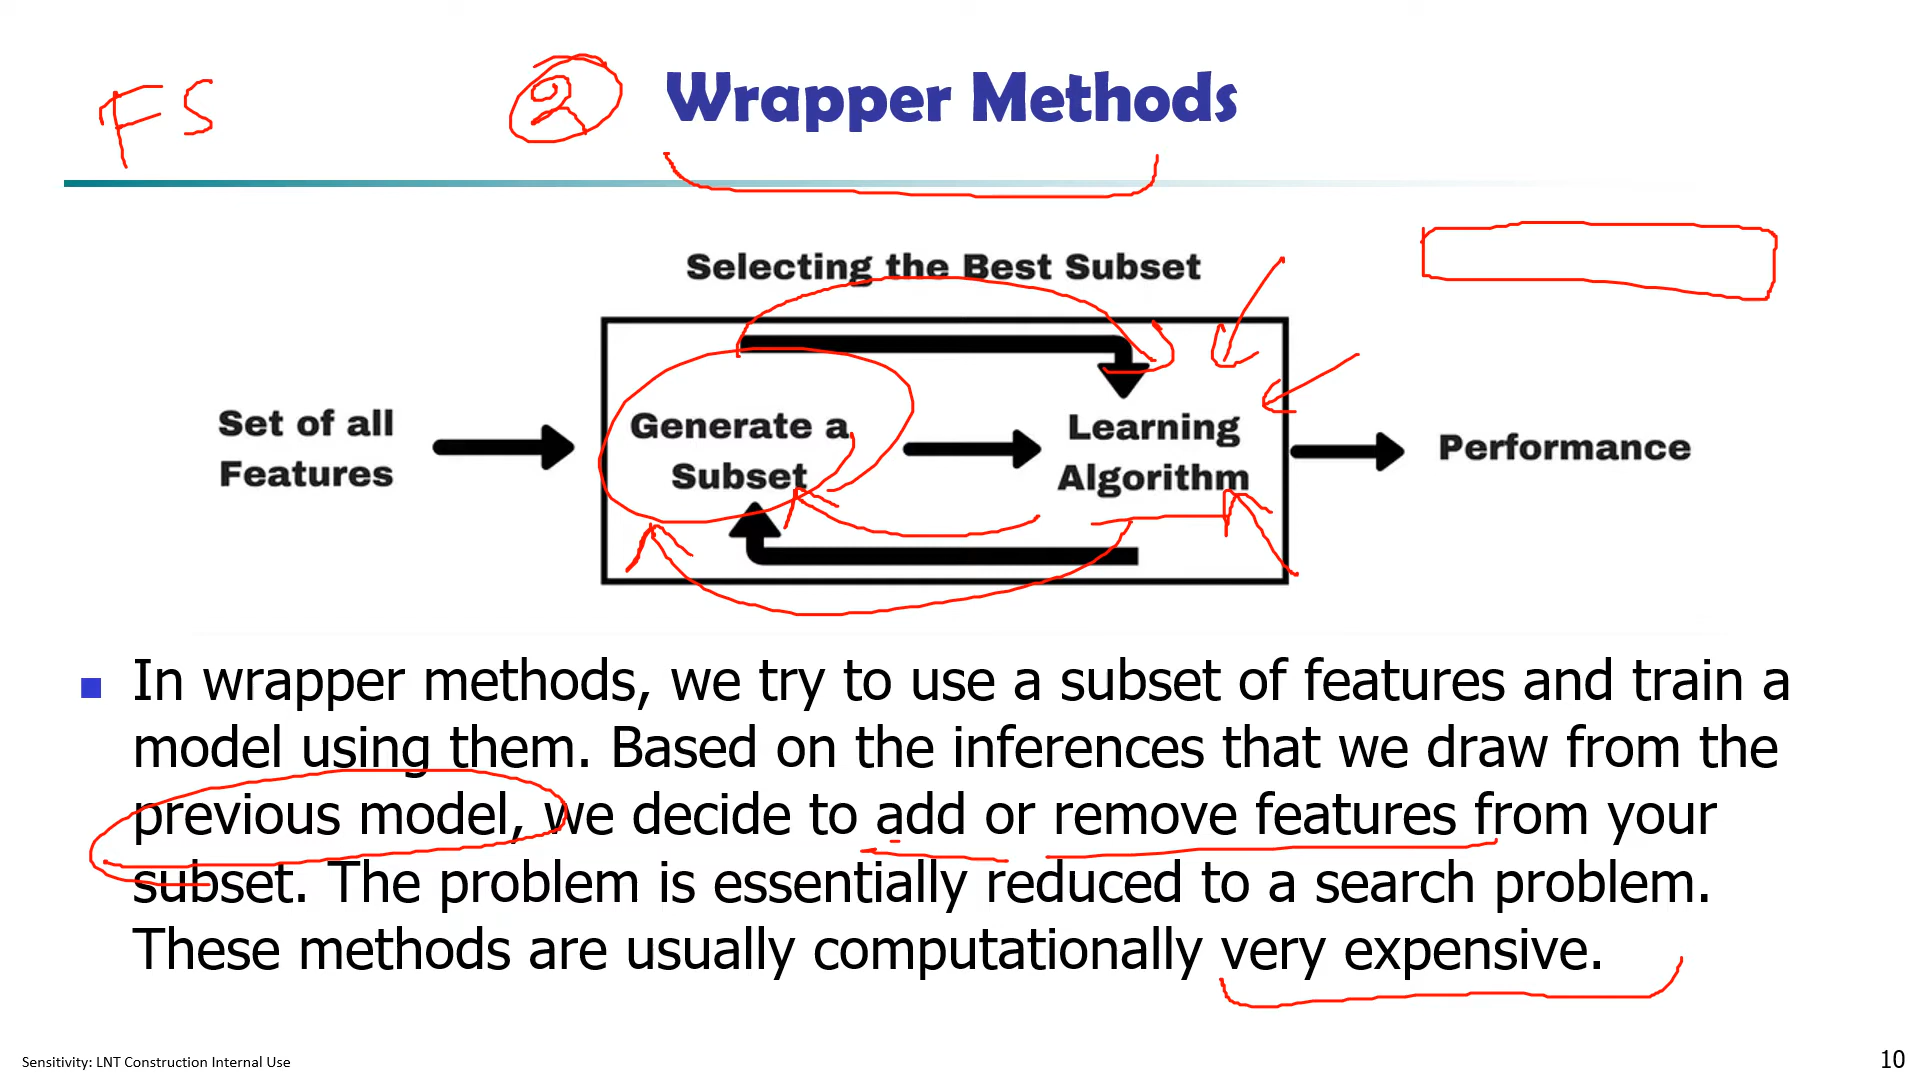 FS
2
Wrapper Methods
Selecting the Best Subset
Set of all
Features
Generate a
Subset
Learning
Algorithm
Performance
In wrapper methods, we try to use a subset of features and train a
model using them. Based on the inferences that we draw from the
previous model, we decide to add or remove features from your
subset. The problem is essentially reduced to a search problem.
These methods are usually computationally very expensive.
Sensitivity: LNT Construction Internal Use
10